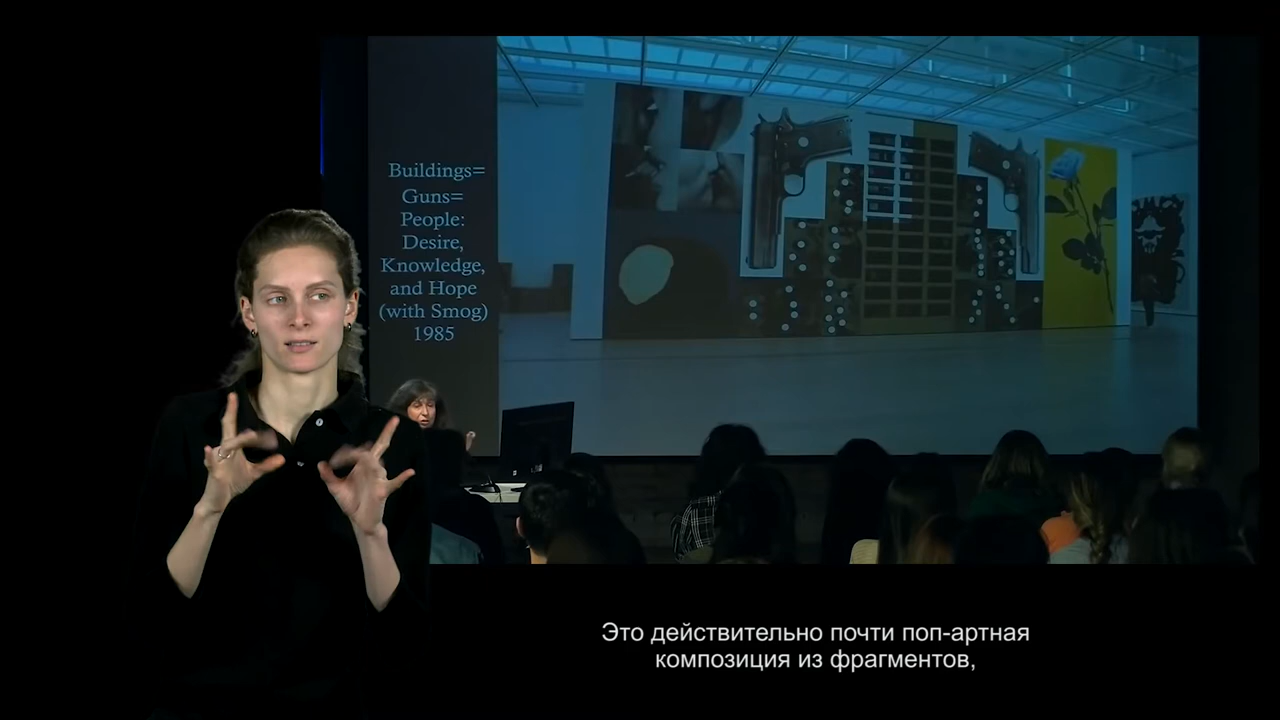 Buildings=
Guns=
People:
Desire,
Knowledge,
and Hope
(with Smog)
1985
Это действительно почти поп-артная
композиция из фрагментов,